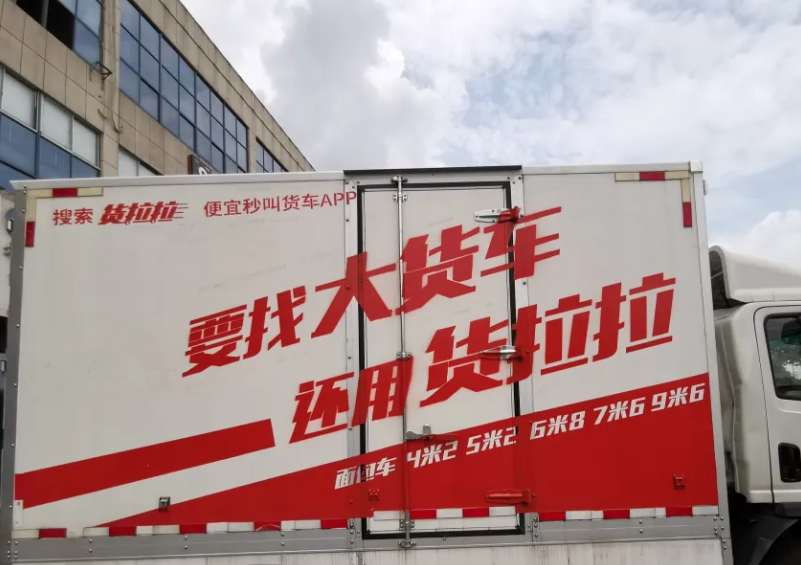 搜索 货拉拉 便宜秒叫货车APP
要找大货车
还用货拉拉
面包车 4米2 5米2 6米8 7米6 9米6